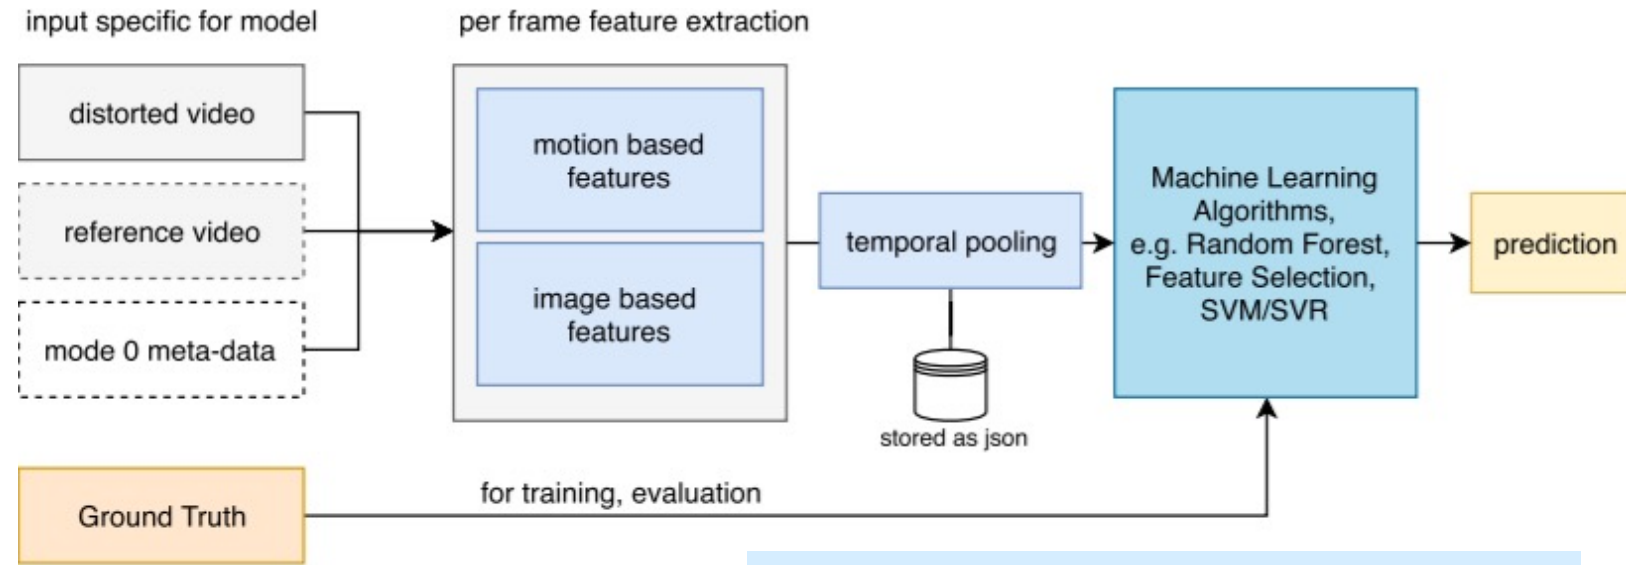 input specific for model
per frame feature extraction
distorted video
reference video
mode 0 meta-data
motion based
features
image based
features
temporal pooling
stored as json
Machine Learning
Algorithms,
e.g. Random Forest,
Feature Selection,
SVM/SVR
prediction
Ground Truth
for training, evaluation